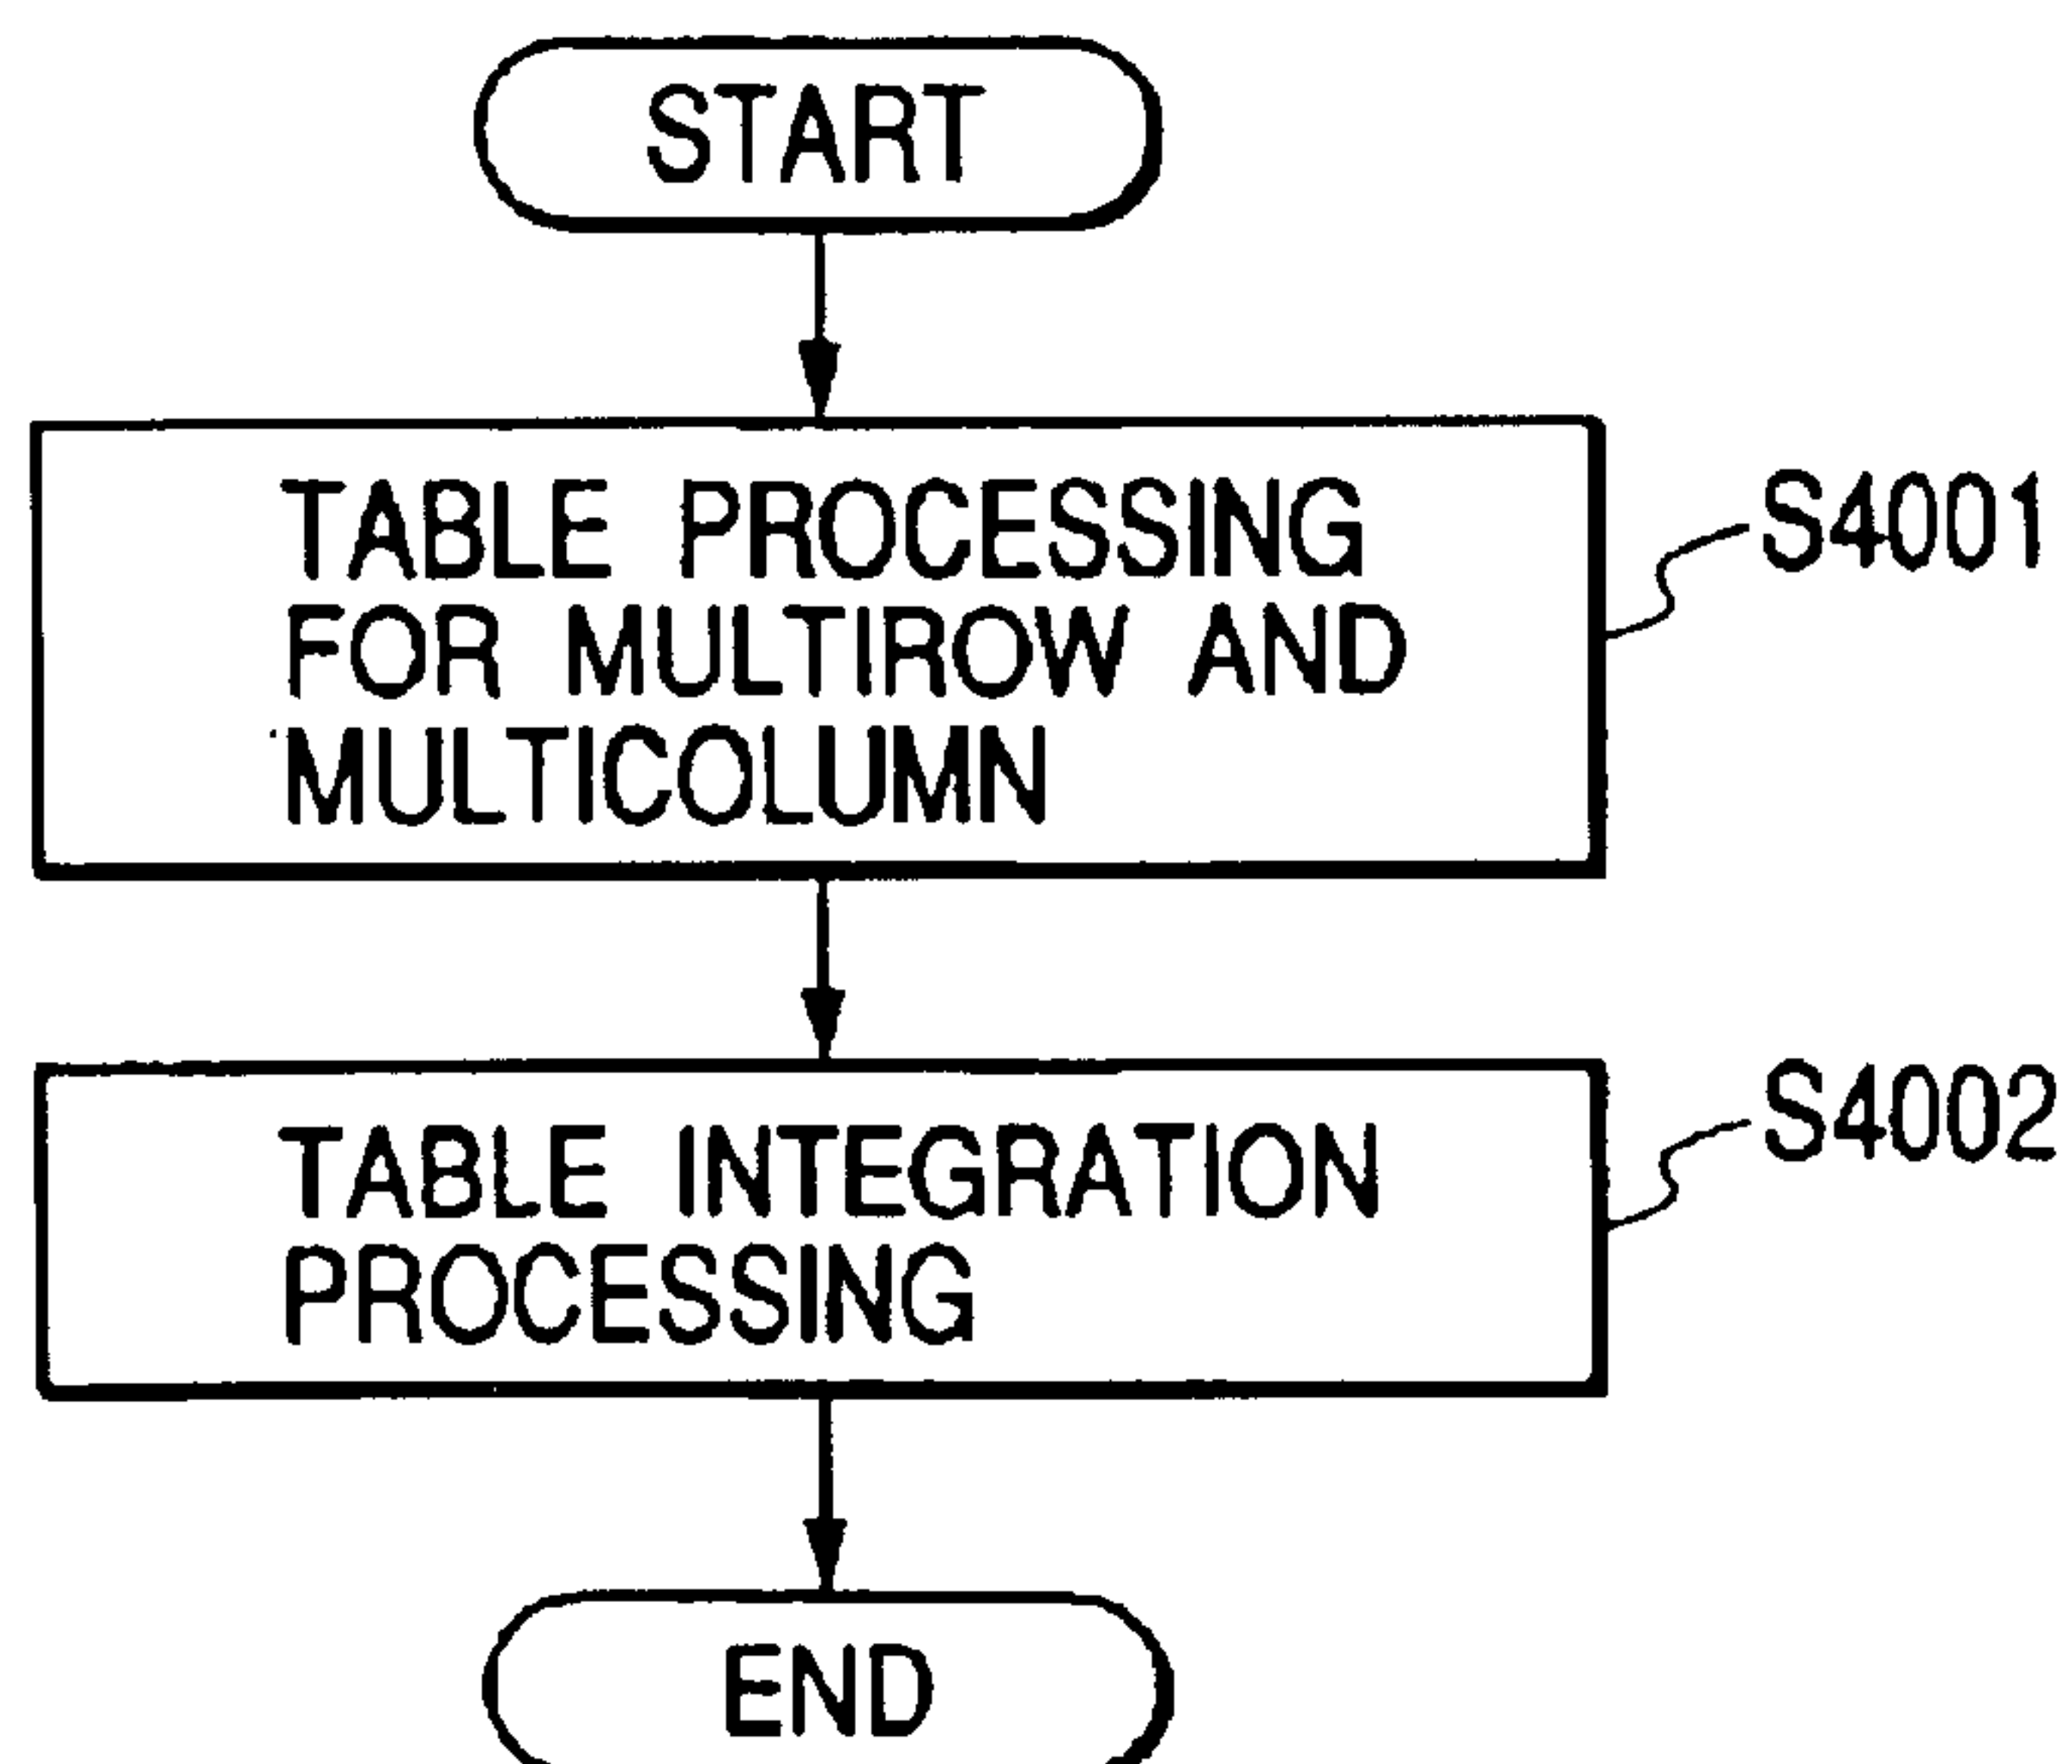 START
TABLE PROCESSING
FOR MULTIROW AND
MULTICOLUMN
S4001
TABLE INTEGRATION
PROCESSING
S4002
END